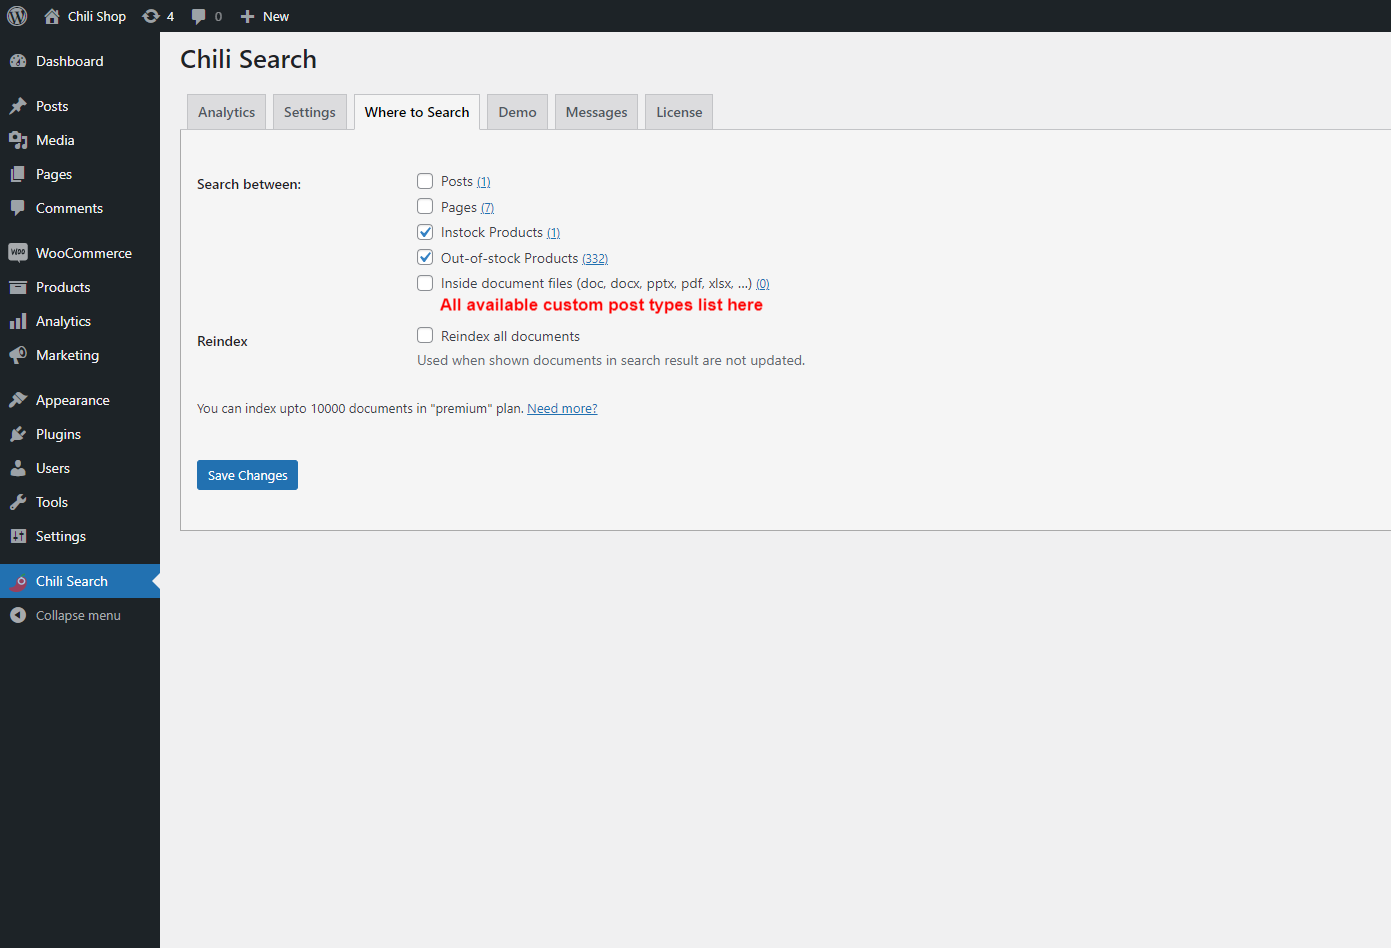 Chili Shop 4 0 New
Dashboard
Posts
Media
Pages
Comments
WooCommerce
Products
Analytics
Marketing
Appearance
Plugins
Users
Tools
Settings
Chili Search
Collapse menu
Chili Search
Analytics Settings Where to Search Demo Messages License
Search between:
Posts (1)
Pages (7)
Instock Products (1)
Out-of-stock Products (332)
Inside document files (doc, docx, pptx, pdf, xlsx, ...) (0)
All available custom post types list here
Reindex
Reindex all documents
Used when shown documents in search result are not updated.
You can index upto 10000 documents in "premium" plan. Need more?
Save Changes